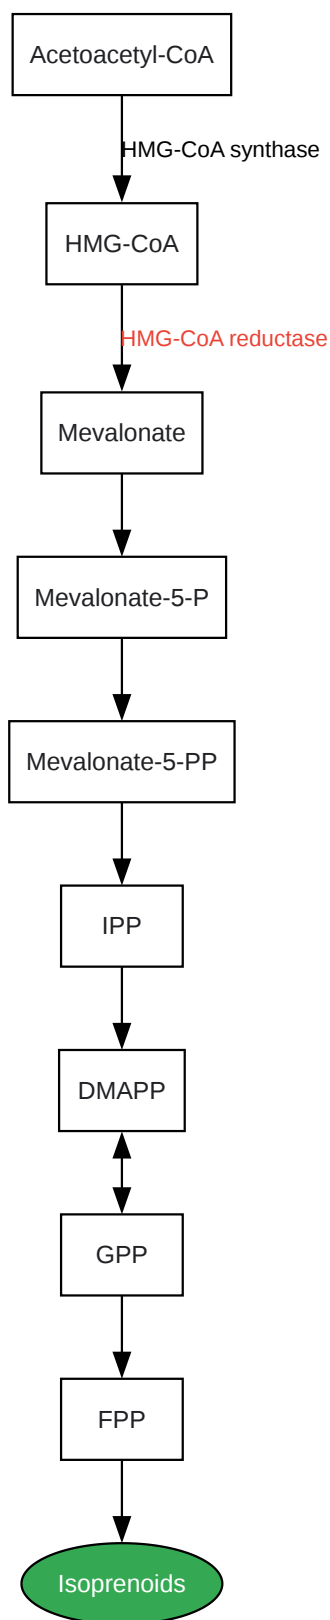 Acetoacetyl-CoA
HMG-CoA synthase
HMG-CoA
HMG-CoA reductase
Mevalonate
Mevalonate-5-P
Mevalonate-5-PP
IPP
DMAPP
GPP
FPP
Isoprenoids